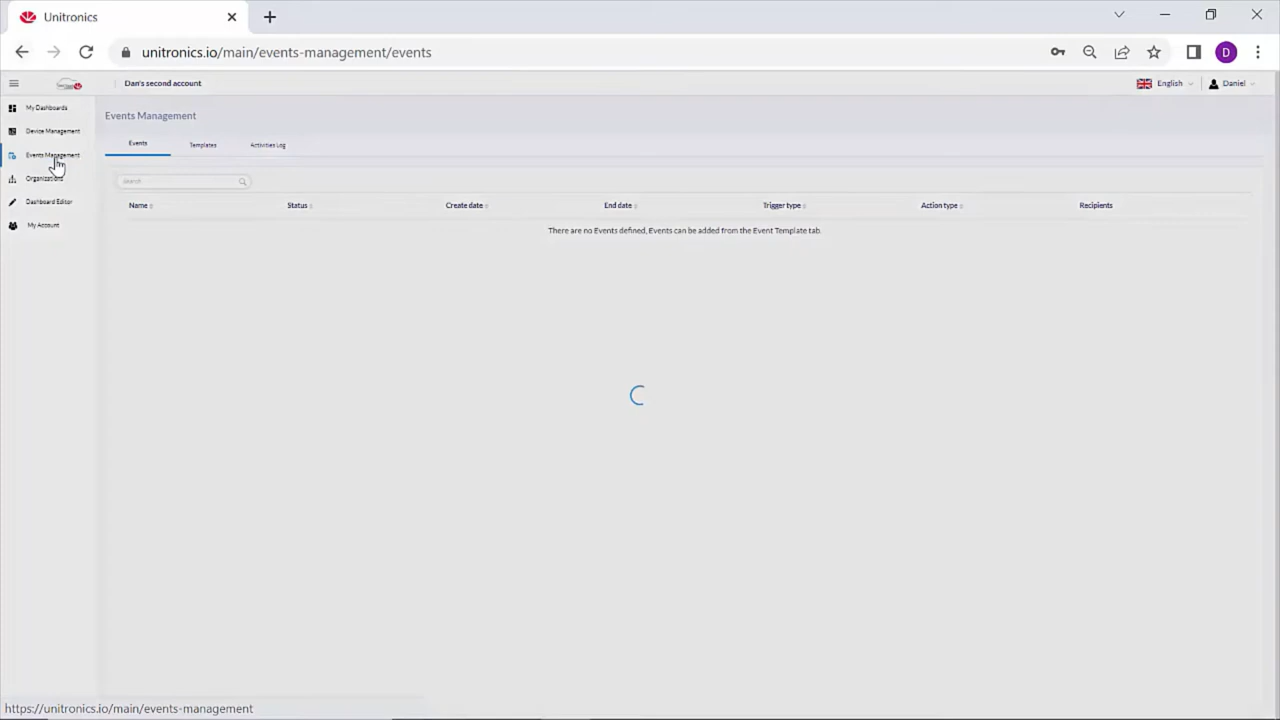 Unitronics
unitronics.io/main/events-management/events
Dan's second account
English
Daniel
My Dashboards
Device Management
Events Management
Organizations
Dashboard Editor
My Account
Events Management
Events
Templates
Activities Log
Search
Name
Status
Create date
End date
Trigger type
Action type
Recipients
There are no Events defined, Events can be added from the Event Template tab.
D
https://unitronics.io/main/events-management